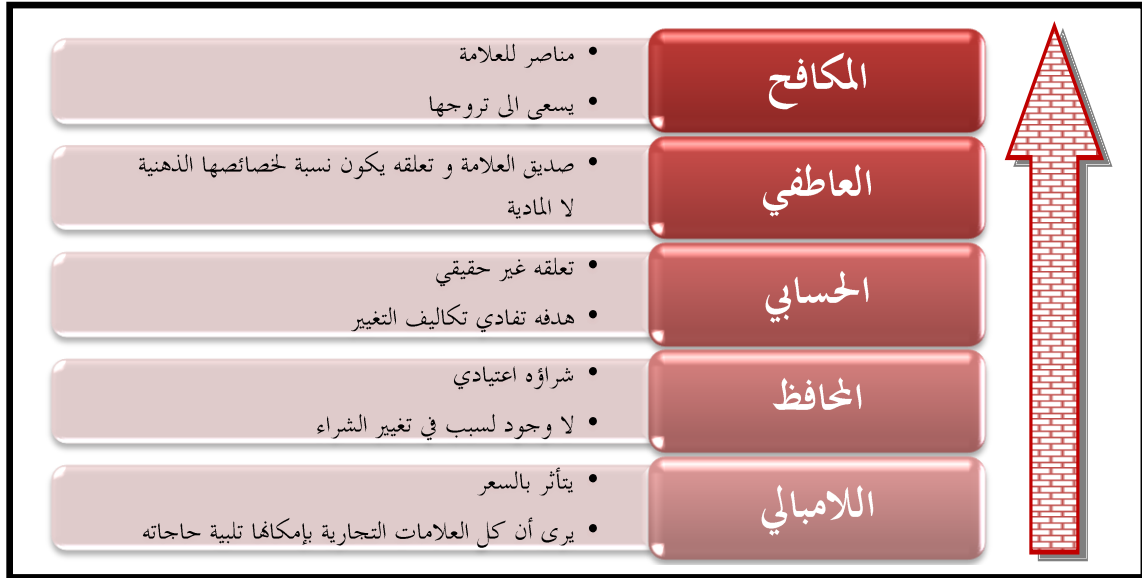 المكافح
• مناصر للعلامة
• يسعى الى تروجها
العاطفي
• صديق العلامة و تعلقه يكون نسبة لخصائصها الذهنية
لا المادية
الحسابي
• تعلقه غير حقيقي
• هدفه تفادي تكاليف التغيير
المحافظ
• شراؤه اعتيادي
• لا وجود لسبب في تغيير الشراء
اللامبالي
• يتأثر بالسعر
• يرى أن كل العلامات التجارية بإمكانها تلبية حاجاته